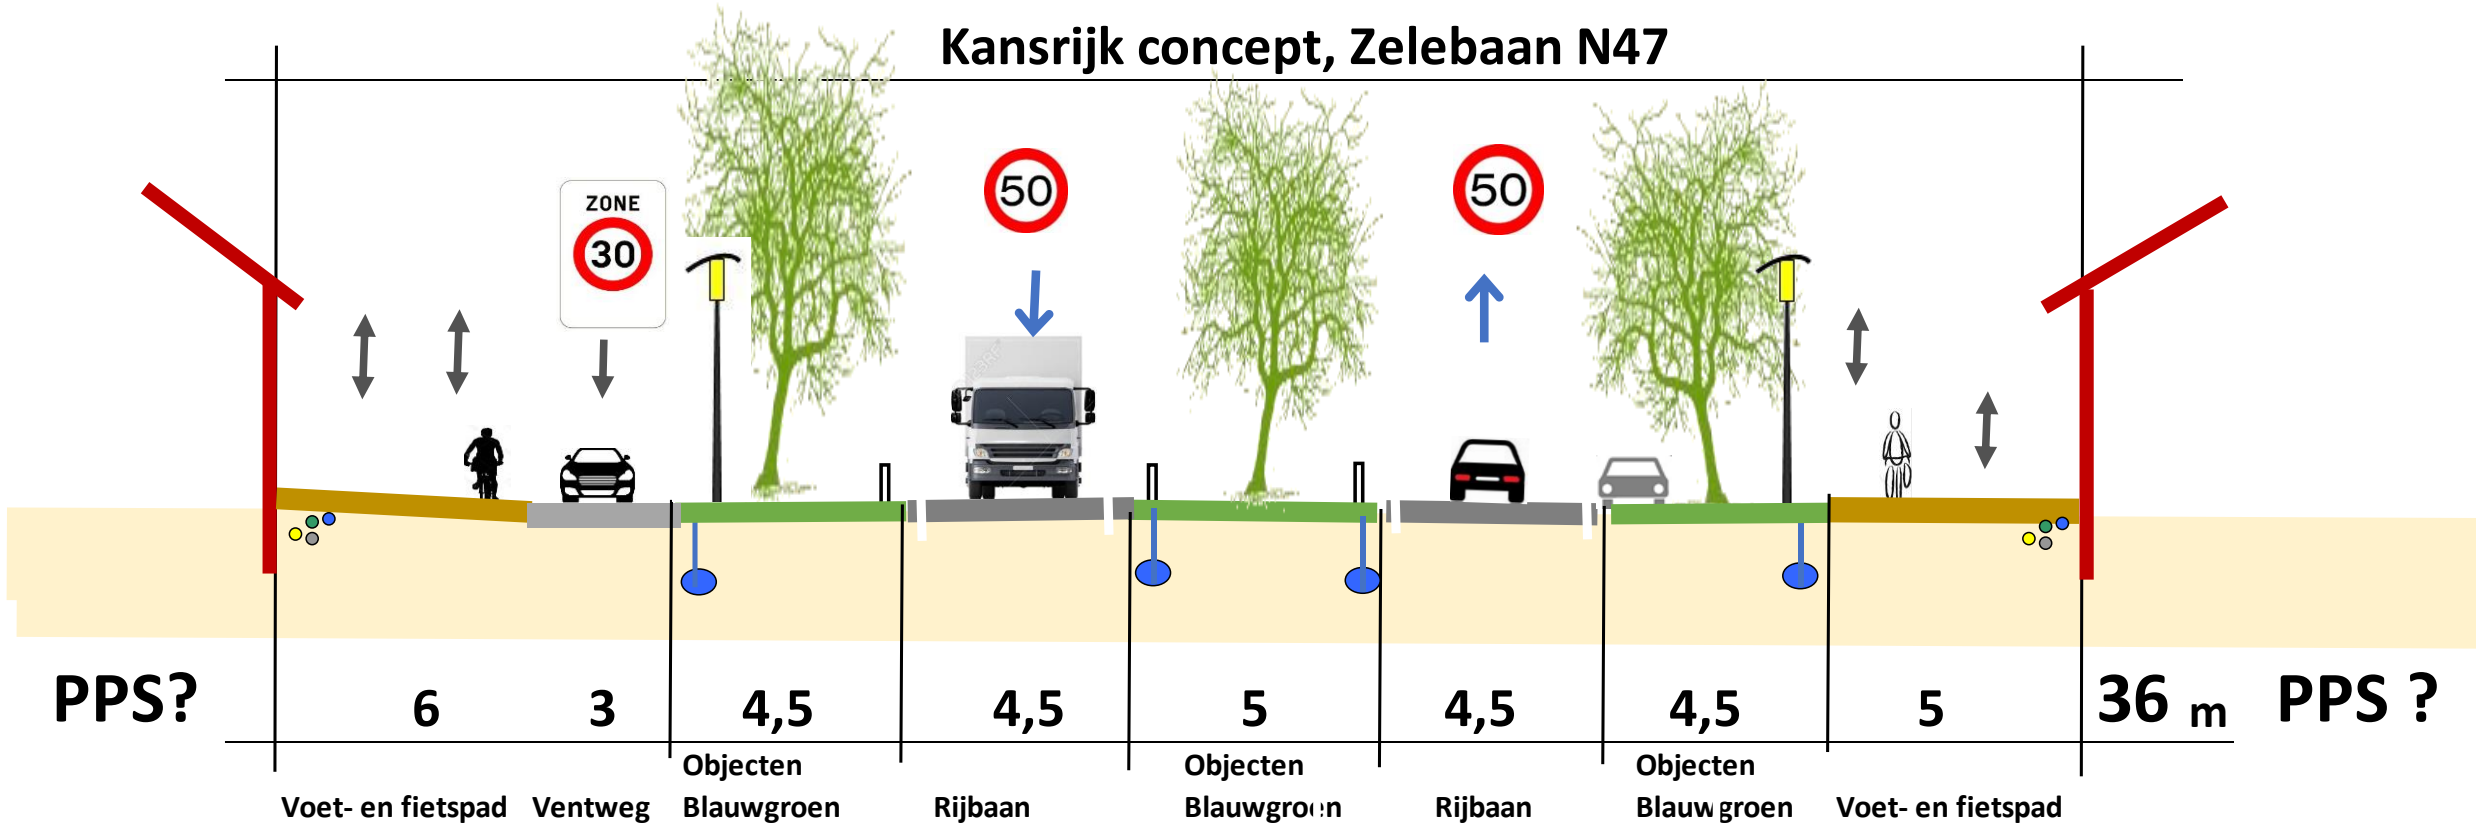 Kansrijk concept, Zelebaan N47
ZONE
30
50
50
PPS?
6
3
4,5
4,5
5
4,5
4,5
5
36 m
PPS ?
Objecten
Objecten
Objecten
Voet- en fietspad
Ventweg
Blauwgroen
Rijbaan
Blauwgroen
Rijbaan
Blauwgroen
Voet- en fietspad